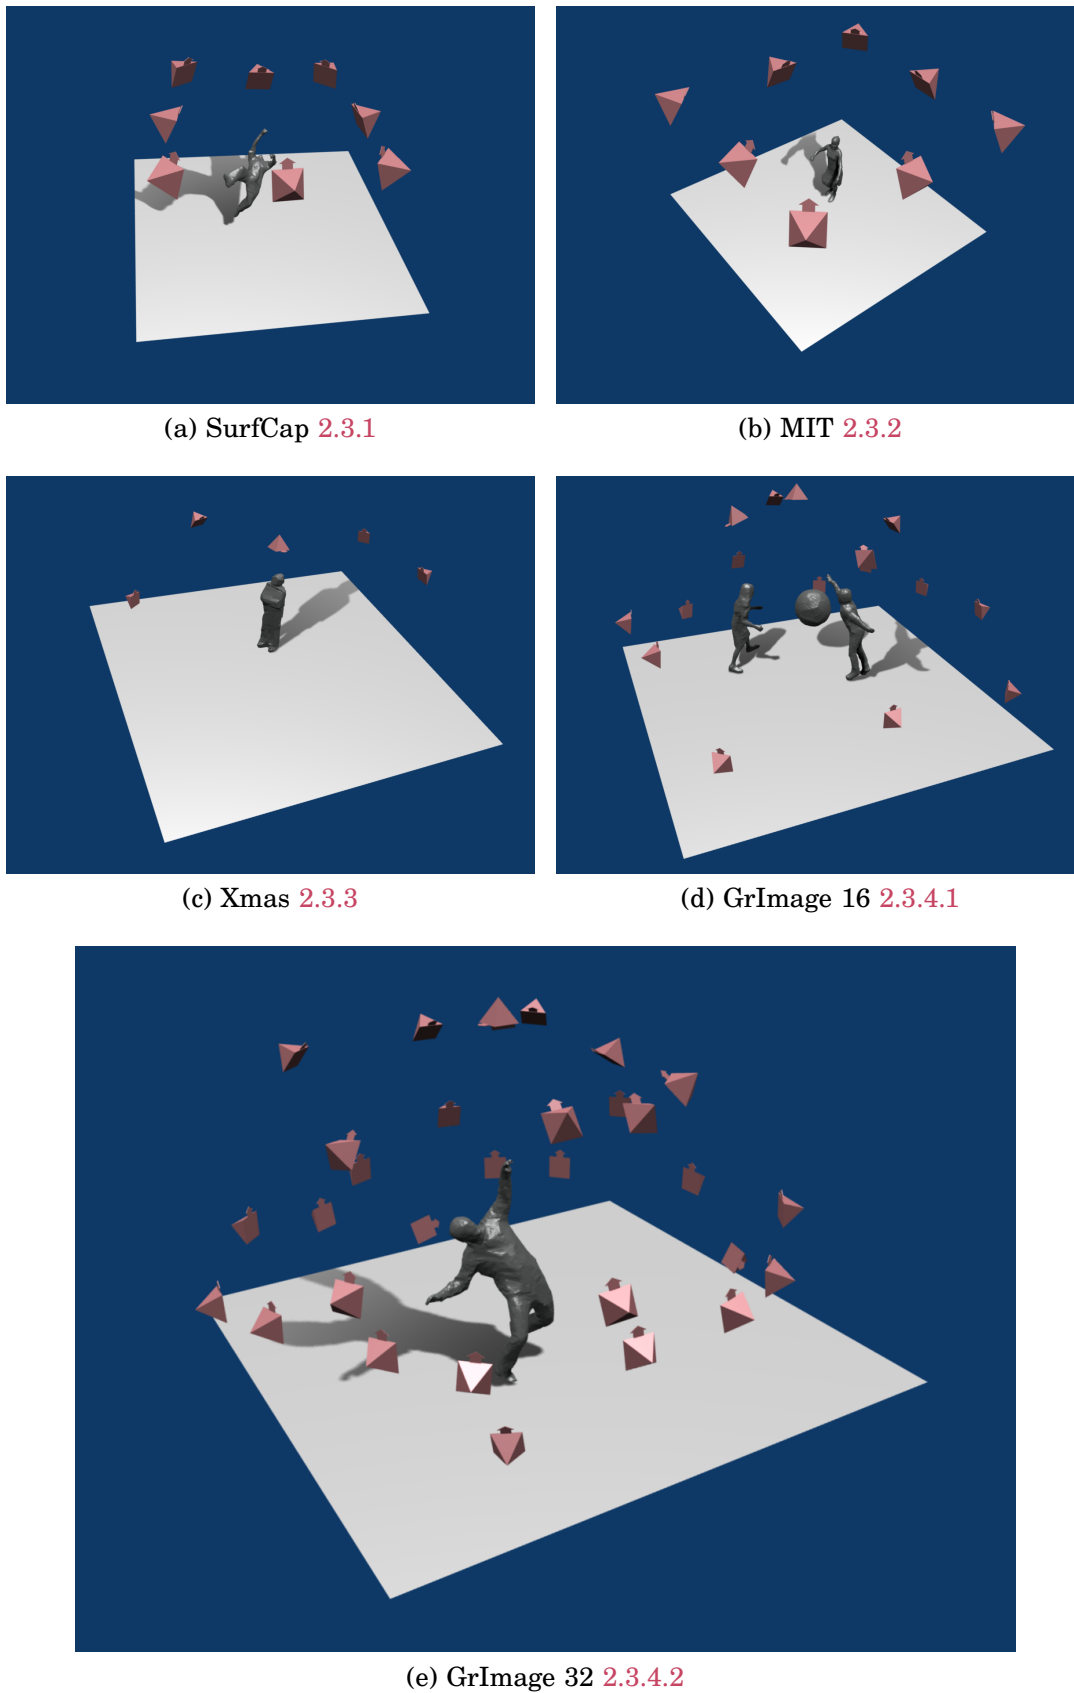 (a) SurfCap 2.3.1
(b) MIT 2.3.2
(c) Xmas 2.3.3
(d) GrImage 16 2.3.4.1
(e) GrImage 32 2.3.4.2